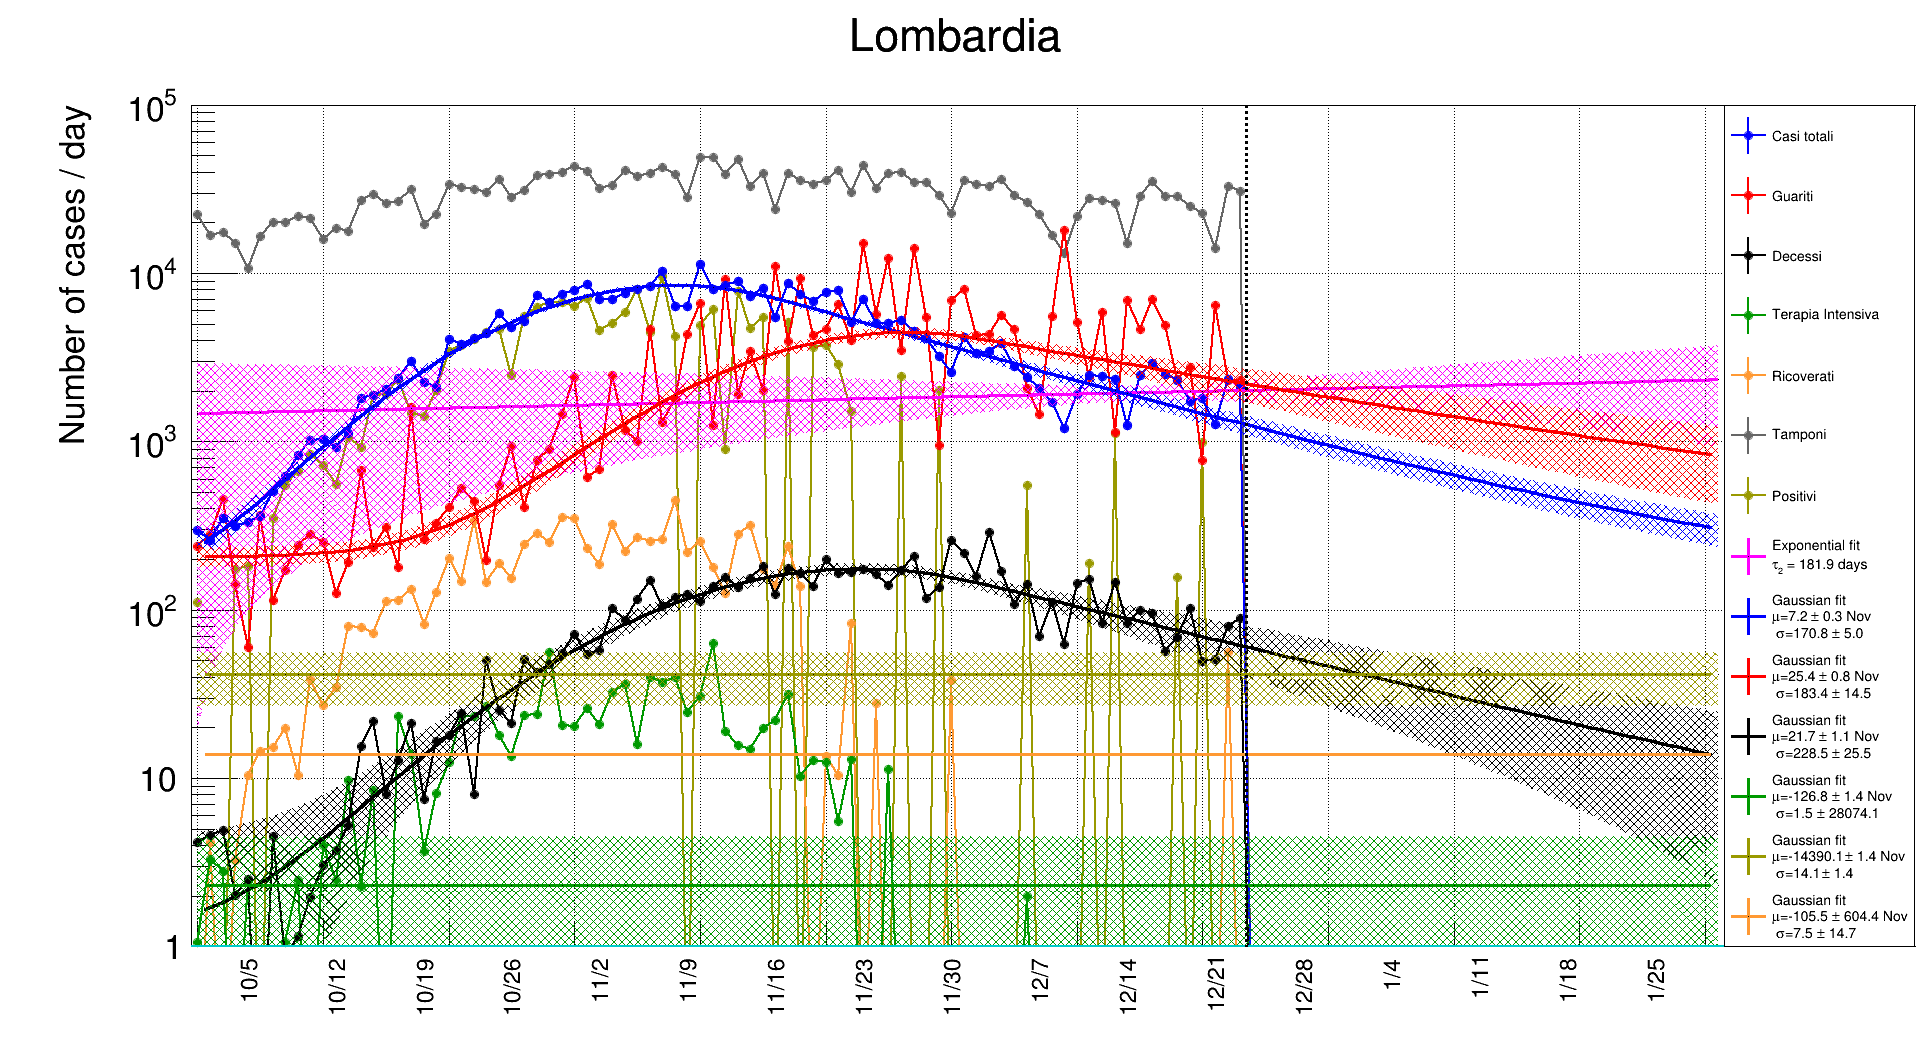 Lombardia
Number of cases / day
10^5
10^4
10^3
10^2
10
1
10/5
10/12
10/19
10/26
11/2
11/9
11/16
11/23
11/30
12/7
12/14
12/21
12/28
1/4
1/11
1/18
1/25
Casi totali
Guariti
Decessi
Terapia Intensiva
Ricoverati
Tamponi
Positivi
Exponential fit
τ₂ = 181.9 days
Gaussian fit
μ=7.2 ± 0.3 Nov
σ=170.8 ± 5.0
Gaussian fit
μ=25.4 ± 0.8 Nov
σ=183.4 ± 14.5
Gaussian fit
μ=21.7 ± 1.1 Nov
σ=228.5 ± 25.5
Gaussian fit
μ=-126.8 ± 1.4 Nov
σ=1.5 ± 28074.1
Gaussian fit
μ=-14390.1 ± 1.4 Nov
σ=14.1 ± 1.4
Gaussian fit
μ=-105.5 ± 604.4 Nov
σ=7.5 ± 14.7